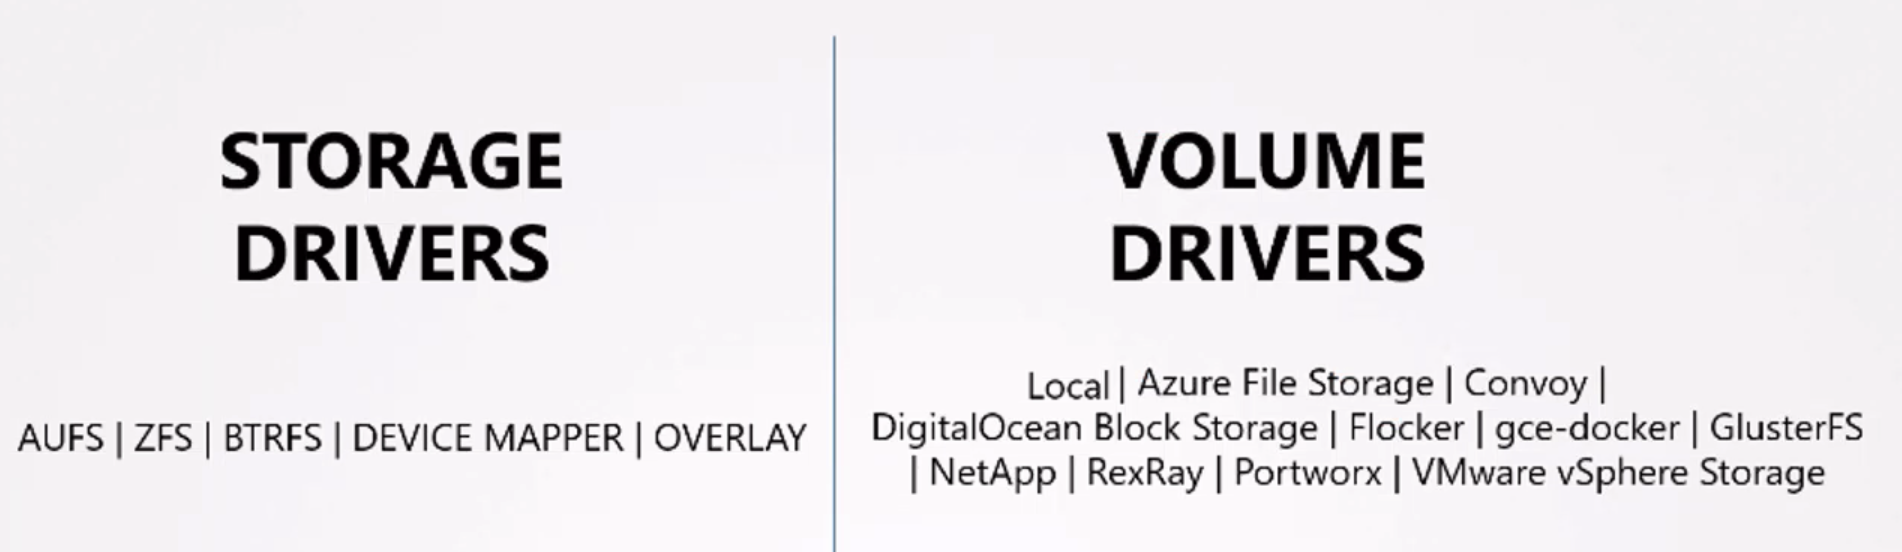 STORAGE
DRIVERS
AUFS | ZFS | BTRFS | DEVICE MAPPER | OVERLAY
VOLUME
DRIVERS
Local | Azure File Storage | Convoy |
DigitalOcean Block Storage | Flocker | gce-docker | GlusterFS
| NetApp | RexRay | Portworx | VMware vSphere Storage